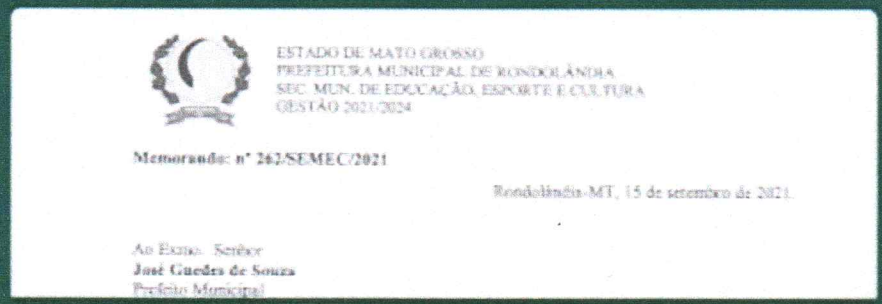 ESTADO DE MATO GROSSO
PREFEITURA MUNICIPAL DE RONDOLÂNDIA
SEC. MUN. DE EDUCAÇÃO, ESPORTE E CULTURA
GESTÃO 2021/2024
Memorando: nº 262/SEMEC/2021
Rondolândia-MT, 15 de setembro de 2021.
Ao Exmo. Senhor
José Guedes de Souza
Prefeito Municipal